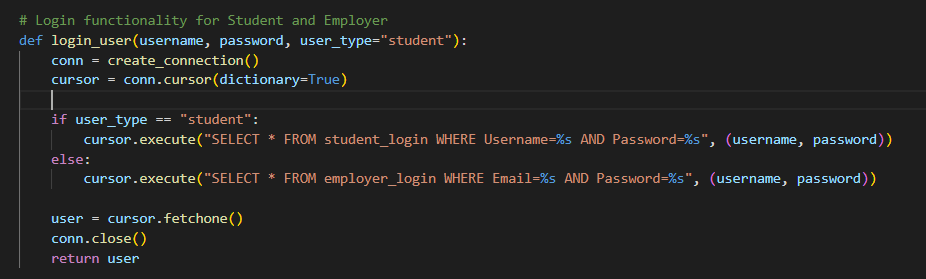 # Login functionality for Student and Employer
def login_user(username, password, user_type="student"):
    conn = create_connection()
    cursor = conn.cursor(dictionary=True)

    if user_type == "student":
        cursor.execute("SELECT * FROM student_login WHERE Username=%s AND Password=%s", (username, password))
    else:
        cursor.execute("SELECT * FROM employer_login WHERE Email=%s AND Password=%s", (username, password))

    user = cursor.fetchone()
    conn.close()
    return user